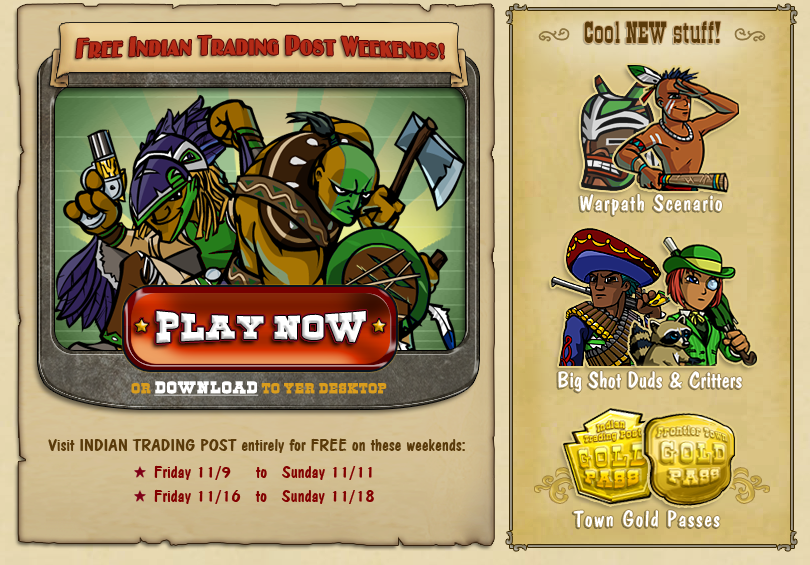 FREE INDIAN TRADING POST WEEKENDS!
PLAY NOW
OR DOWNLOAD TO YER DESKTOP
Visit INDIAN TRADING POST entirely for FREE on these weekends:
★ Friday 11/9 to Sunday 11/11
★ Friday 11/16 to Sunday 11/18
Cool NEW stuff!
Warpath Scenario
Big Shot Duds & Critters
Indian
Trading Post
GOLD
PASS
Frontier Town
GOLD
PASS
Town Gold Passes